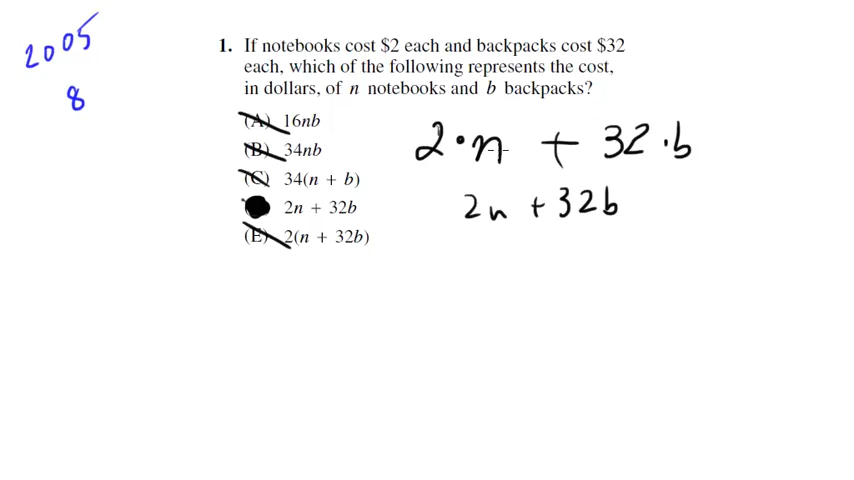 2005
8
1. If notebooks cost $2 each and backpacks cost $32
each, which of the following represents the cost,
in dollars, of n notebooks and b backpacks?
(A) 16nb
(B) 34nb
(C) 34(n + b)
2n + 32b
(E) 2(n + 32b)
2·n + 32·b
2n + 32b